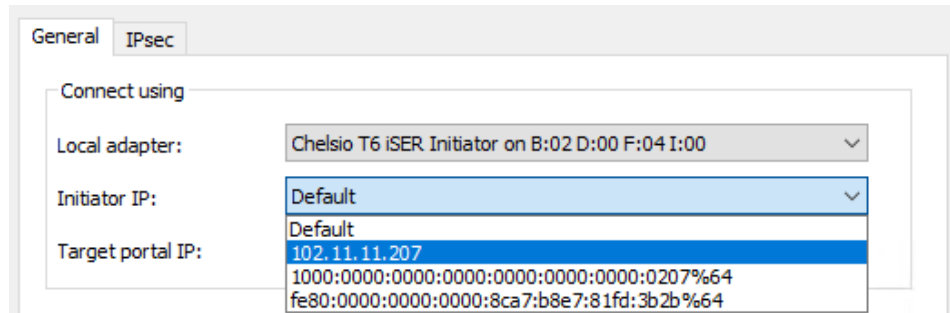 General IPsec
Connect using
Local adapter: Chelsio T6 iSER Initiator on B:02 D:00 F:04 I:00
Initiator IP: Default
Default
Target portal IP: 102.11.11.207
1000:0000:0000:0000:0000:0000:0000:0207%64
fe80:0000:0000:0000:8ca7:b8e7:81fd:3b2b%64